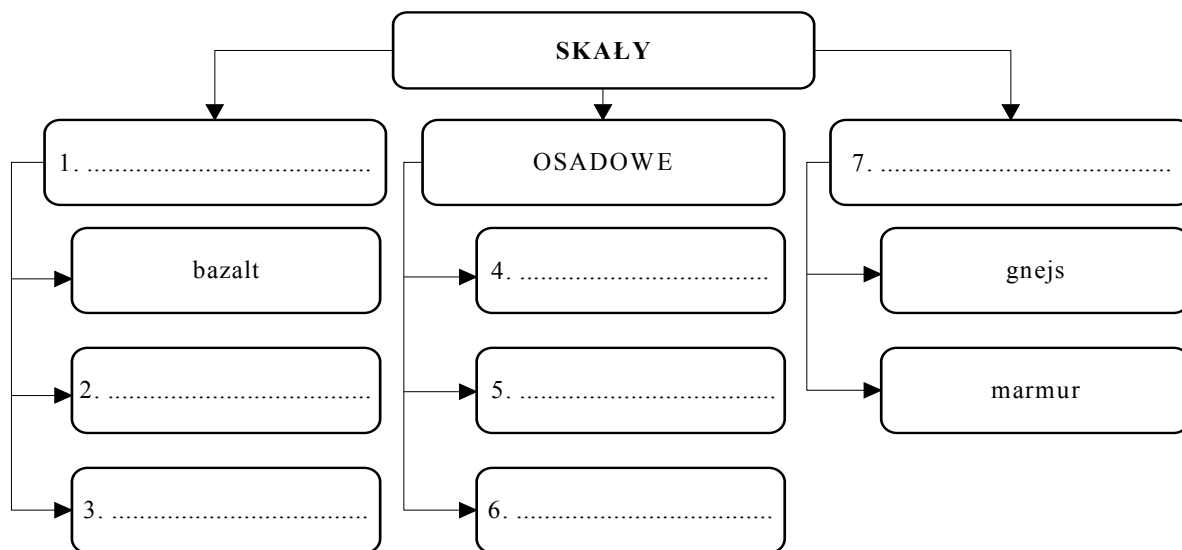 SKAŁY
1. .......................................
OSADOWE
7. ........................................
bazalt
4. ...................................
gnejs
2. ....................................
5. ...................................
marmur
3. ...................................
6. .......................................